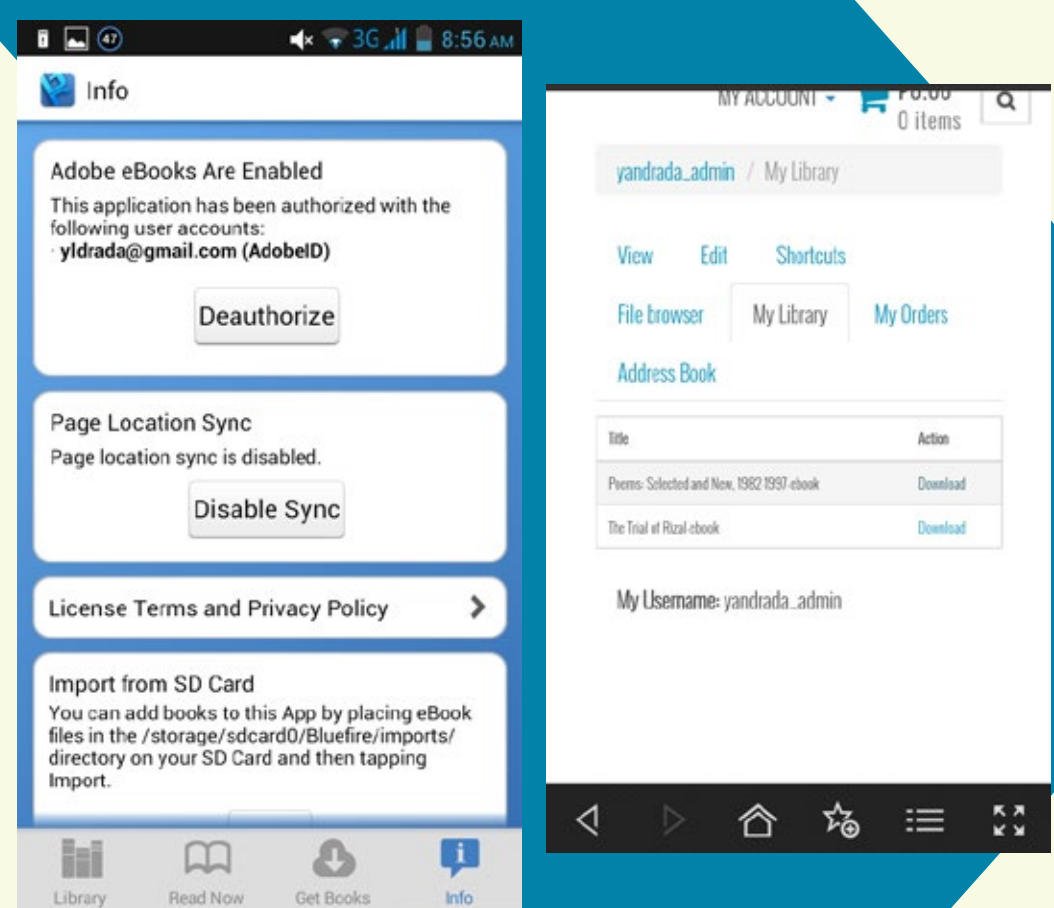 47
3G
8:56 AM
Info
Adobe eBooks Are Enabled
This application has been authorized with the
following user accounts:
· yldrada@gmail.com (AdobeID)
Deauthorize
Page Location Sync
Page location sync is disabled.
Disable Sync
License Terms and Privacy Policy
Import from SD Card
You can add books to this App by placing eBook
files in the /storage/sdcard0/Bluefire/imports/
directory on your SD Card and then tapping
Import.
Library Read Now Get Books Info
MY ACCOUNT
0 items
yandrada_admin / My Library
View Edit Shortcuts
File browser My Library My Orders
Address Book
Title Action
Poems: Selected and New, 1982 1997-ebook Download
The Trial of Rizal-ebook Download
My Username: yandrada_admin